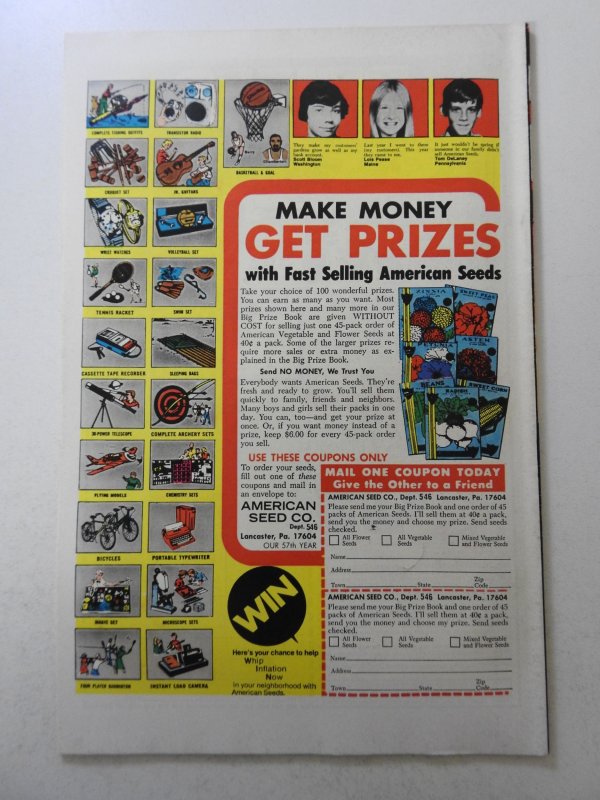 COMPLETE FISHING OUTFITS
TRANSISTOR RADIO
BASKETBALL & GOAL
CROQUET SET
JR. GUITARS
WRIST WATCHES
VOLLEYBALL SET
TENNIS RACKET
SWIM SET
CASSETTE TAPE RECORDER
SLEEPING BAGS
30-POWER TELESCOPE
COMPLETE ARCHERY SETS
FLYING MODELS
CHEMISTRY SETS
BICYCLES
PORTABLE TYPEWRITER
MICROSCOPE SETS
FOUR PLAYER BADMINTON
INSTANT LOAD CAMERA
They make my customers'
gardens grow as well as my
bank account.
Scott Bloom
Washington
Last year I went to them
(my customers). This year
they came to me.
Lois Pease
Maine
It just wouldn't be spring if
someone in our family didn't
sell American Seeds.
Tom DeLaney
Pennsylvania
MAKE MONEY
GET PRIZES
with Fast Selling American Seeds
Take your choice of 100 wonderful prizes.
You can earn as many as you want. Most
prizes shown here and many more in our
Big Prize Book are given WITHOUT
COST for selling just one 45-pack order of
American Vegetable and Flower Seeds at
40¢ a pack. Some of the larger prizes re-
quire more sales or extra money as ex-
plained in the Big Prize Book.
Send NO MONEY, We Trust You
Everybody wants American Seeds. They're
fresh and ready to grow. You'll sell them
quickly to family, friends and neighbors.
Many boys and girls sell their packs in one
day. You can, too—and get your prize at
once. Or, if you want money instead of a
prize, keep $6.00 for every 45-pack order
you sell.
ZINNIA
SWEET PEAS
PETUNIA
ASTER
BEANS
RADISH
SWEET CORN
USE THESE COUPONS ONLY
To order your seeds,
fill out one of these
coupons and mail in
an envelope to:
AMERICAN
SEED CO.
Dept. 546
Lancaster, Pa. 17604
OUR 57th YEAR
WIN
Here's your chance to help
Whip
Inflation
Now
in your neighborhood with
American Seeds.
MAIL ONE COUPON TODAY
Give the Other to a Friend
AMERICAN SEED CO., Dept. 546 Lancaster, Pa. 17604
Please send me your Big Prize Book and one order of 45
packs of American Seeds. I'll sell them at 40¢ a pack,
send you the money and choose my prize. Send seeds
checked.
All Flower Seeds
All Vegetable Seeds
Mixed Vegetable and Flower Seeds
Name
Address
Town State Zip Code
AMERICAN SEED CO., Dept. 546 Lancaster, Pa. 17604
Please send me your Big Prize Book and one order of 45
packs of American Seeds. I'll sell them at 40¢ a pack,
send you the money and choose my prize. Send seeds
checked.
All Flower Seeds
All Vegetable Seeds
Mixed Vegetable and Flower Seeds
Name
Address
Town State Zip Code